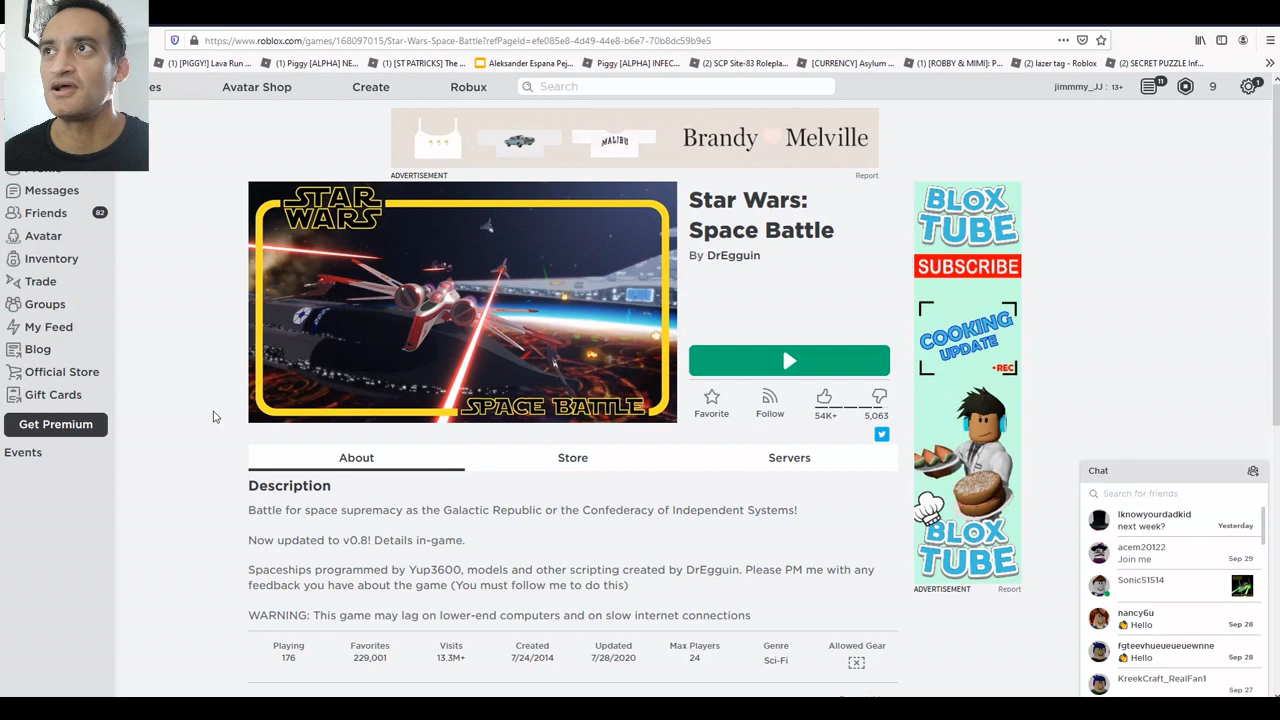 https://www.roblox.com/games/168097015/Star-Wars-Space-Battle?refPageId=efe085e8-4d49-44e8-b6e7-70b8dc59b9e5
(1) [PIGGY!] Lava Run ...
(1) Piggy [ALPHA] NE...
(1) [ST PATRICKS] The ...
Aleksander Espana Pej...
Piggy [ALPHA] INFEC...
(2) SCP Site-83 Rolepla...
[CURRENCY] Asylum ...
(1) [ROBBY & MIMI]: P...
(2) lazer tag - Roblox
(2) SECRET PUZZLE Inf...
es
Avatar Shop
Create
Robux
Search
jimmmy_JJ : 13+
11
9
1
MALIBU
Brandy Melville
ADVERTISEMENT
Report
Messages
Friends
82
Avatar
Inventory
Trade
Groups
My Feed
Blog
Official Store
Gift Cards
Get Premium
Events
STAR
WARS
SPACE BATTLE
Star Wars:
Space Battle
By DrEgguin
Favorite
Follow
54K+
5,063
About
Store
Servers
Description
Battle for space supremacy as the Galactic Republic or the Confederacy of Independent Systems!
Now updated to v0.8! Details in-game.
Spaceship programmed by Yup3500, models and other scripting created by DrEgguin. Please PM me with any
feedback you have about the game (You must follow me to do this)
WARNING: This game may lag on lower-end computers and on slow internet connections
Playing
176
Favorites
229,001
Visits
13.3M+
Created
7/24/2014
Updated
7/28/2020
Max Players
24
Genre
Sci-Fi
Allowed Gear
BLOX
TUBE
SUBSCRIBE
COOKING
UPDATE
•REC
BLOX
TUBE
ADVERTISEMENT
Report
Chat
Search for friends
Iknowyourdadkid
next week?
Yesterday
acem20122
Join me
Sep 29
Sonic51514
nancy6u
Hello
Sep 28
fgteevhueueueuewnne
Hello
Sep 28
KreekCraft_RealFan1
Sep 27